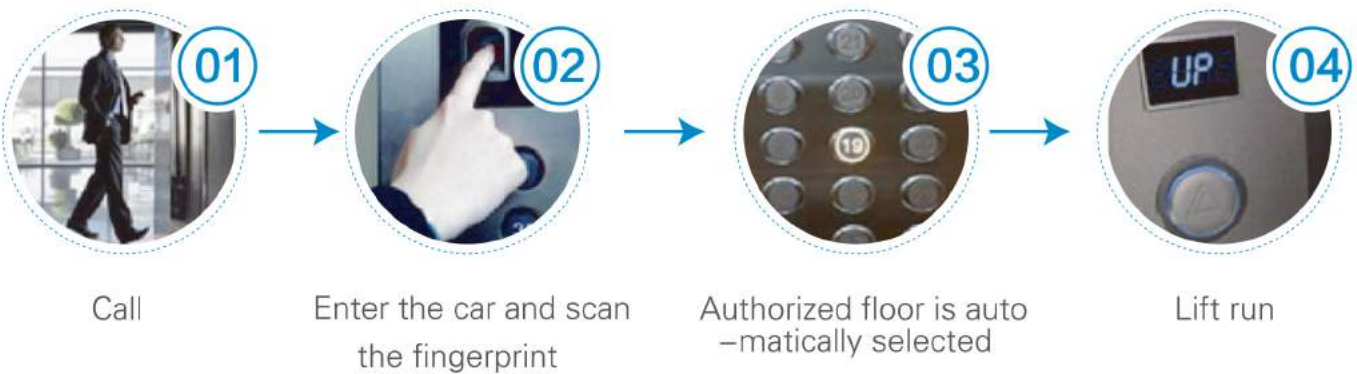 01
02
03
04
19
UP
Call
Enter the car and scan
the fingerprint
Authorized floor is auto
–matically selected
Lift run